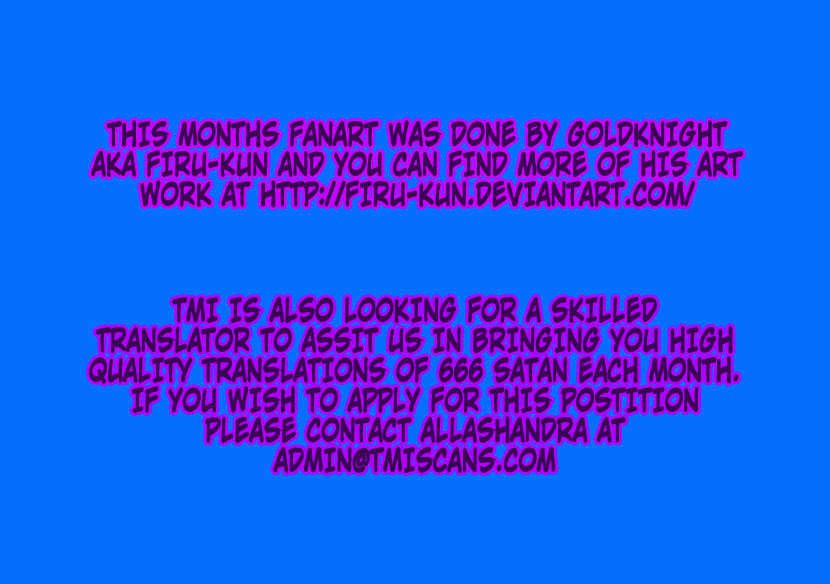 THIS MONTHS FANART WAS DONE BY GOLDKNIGHT
AKA FIRU-KUN AND YOU CAN FIND MORE OF HIS ART
WORK AT HTTP://FIRU-KUN.DEVIANTART.COM/
TMI IS ALSO LOOKING FOR A SKILLED
TRANSLATOR TO ASSIT US IN BRINGING YOU HIGH
QUALITY TRANSLATIONS OF 666 SATAN EACH MONTH.
IF YOU WISH TO APPLY FOR THIS POSTITION
PLEASE CONTACT ALLASHANDRA AT
ADMIN@TMISCANS.COM